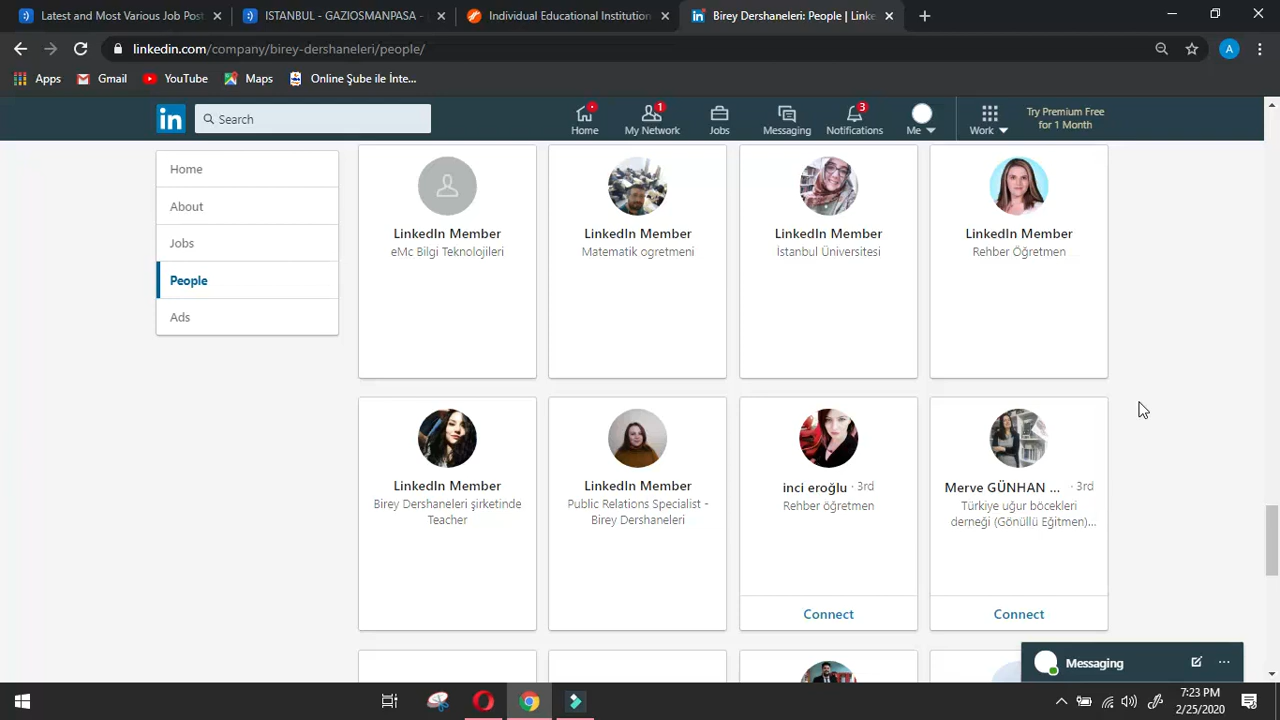 Latest and Most Various Job Post
ISTANBUL - GAZIOSMANPASA -
Individual Educational Institution
Birey Dershaneleri: People | Linke
linkedin.com/company/birey-dershaneleri/people/
A
Apps
Gmail
YouTube
Maps
Online Şube ile İnte...
in
Search
Home
1
My Network
Jobs
Messaging
3
Notifications
Me
Work
Try Premium Free
for 1 Month
Home
About
Jobs
People
Ads
LinkedIn Member
eMc Bilgi Teknolojileri
LinkedIn Member
Matematik ogretmeni
LinkedIn Member
İstanbul Üniversitesi
LinkedIn Member
Rehber Öğretmen
LinkedIn Member
Birey Dershaneleri şirketinde
Teacher
LinkedIn Member
Public Relations Specialist -
Birey Dershaneleri
inci eroğlu · 3rd
Rehber öğretmen
Connect
Merve GÜNHAN ... · 3rd
Türkiye uğur böcekleri
derneği (Gönüllü Eğitmen)...
Connect
Messaging
7:23 PM
2/25/2020